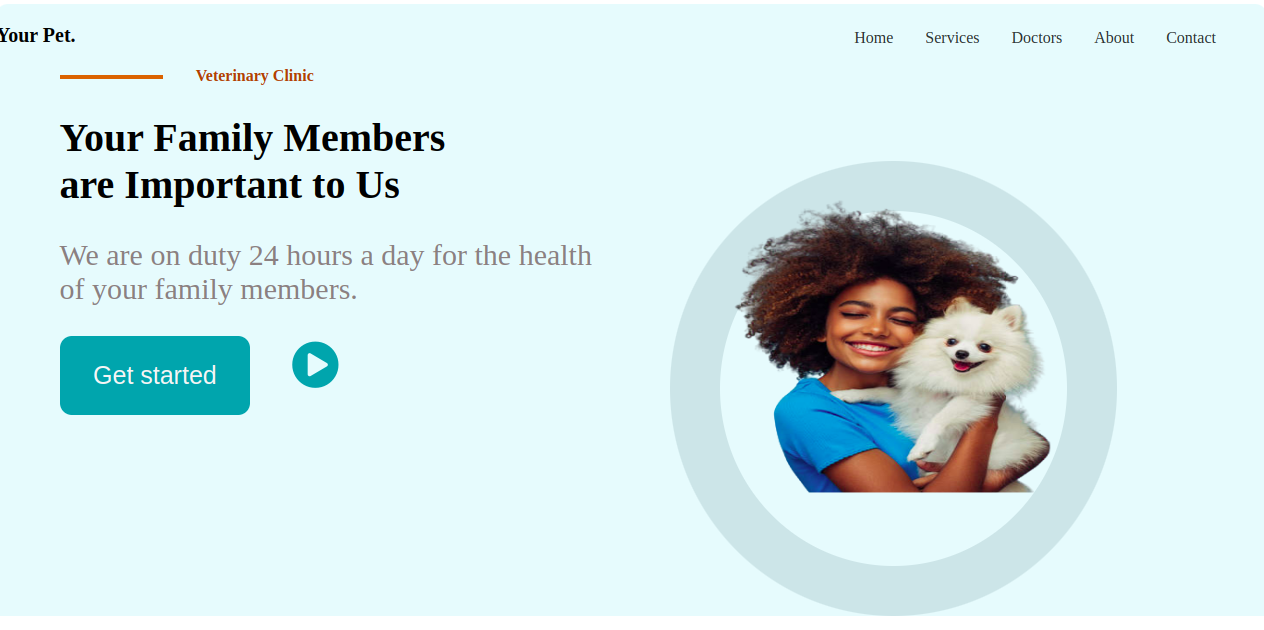 Your Pet.
Home Services Doctors About Contact
Veterinary Clinic
Your Family Members
are Important to Us
We are on duty 24 hours a day for the health
of your family members.
Get started